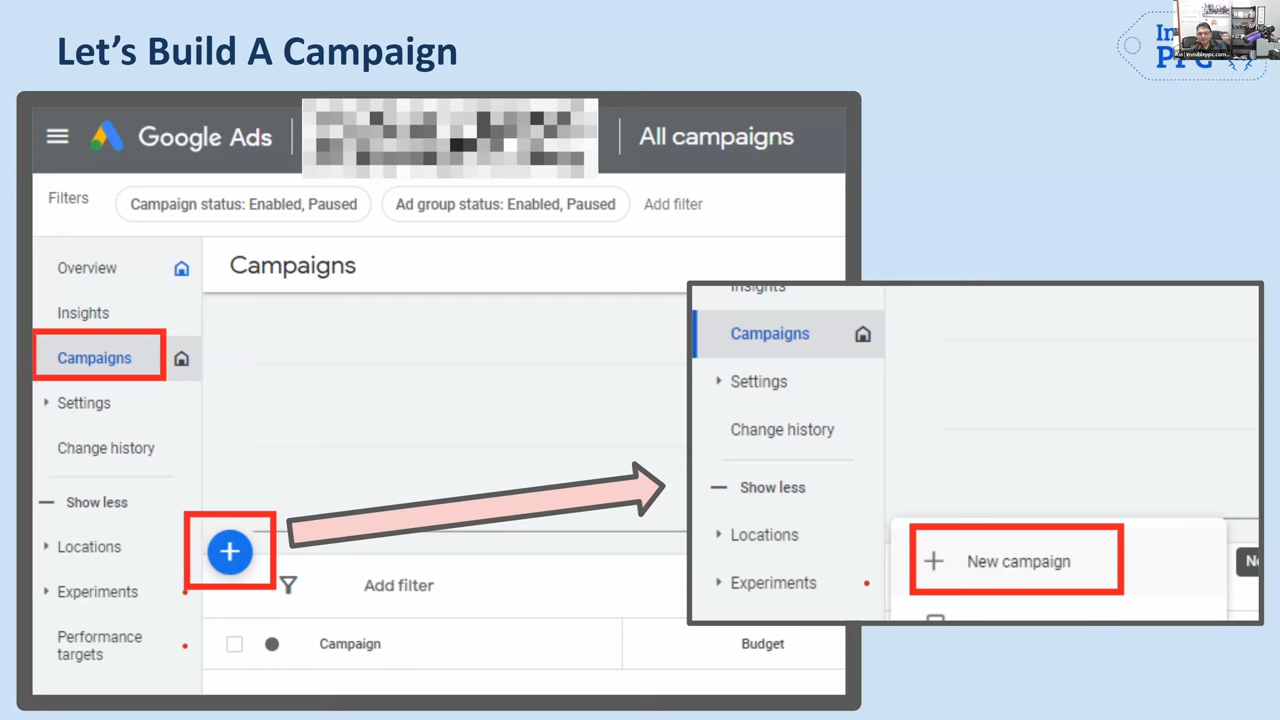 Let's Build A Campaign
Google Ads
All campaigns
Filters
Campaign status: Enabled, Paused
Ad group status: Enabled, Paused
Add filter
Overview
Insights
Campaigns
Settings
Change history
Show less
Locations
Experiments
Performance
targets
Campaigns
Add filter
Campaign
Budget
Insights
Campaigns
Settings
Change history
Show less
Locations
Experiments
New campaign